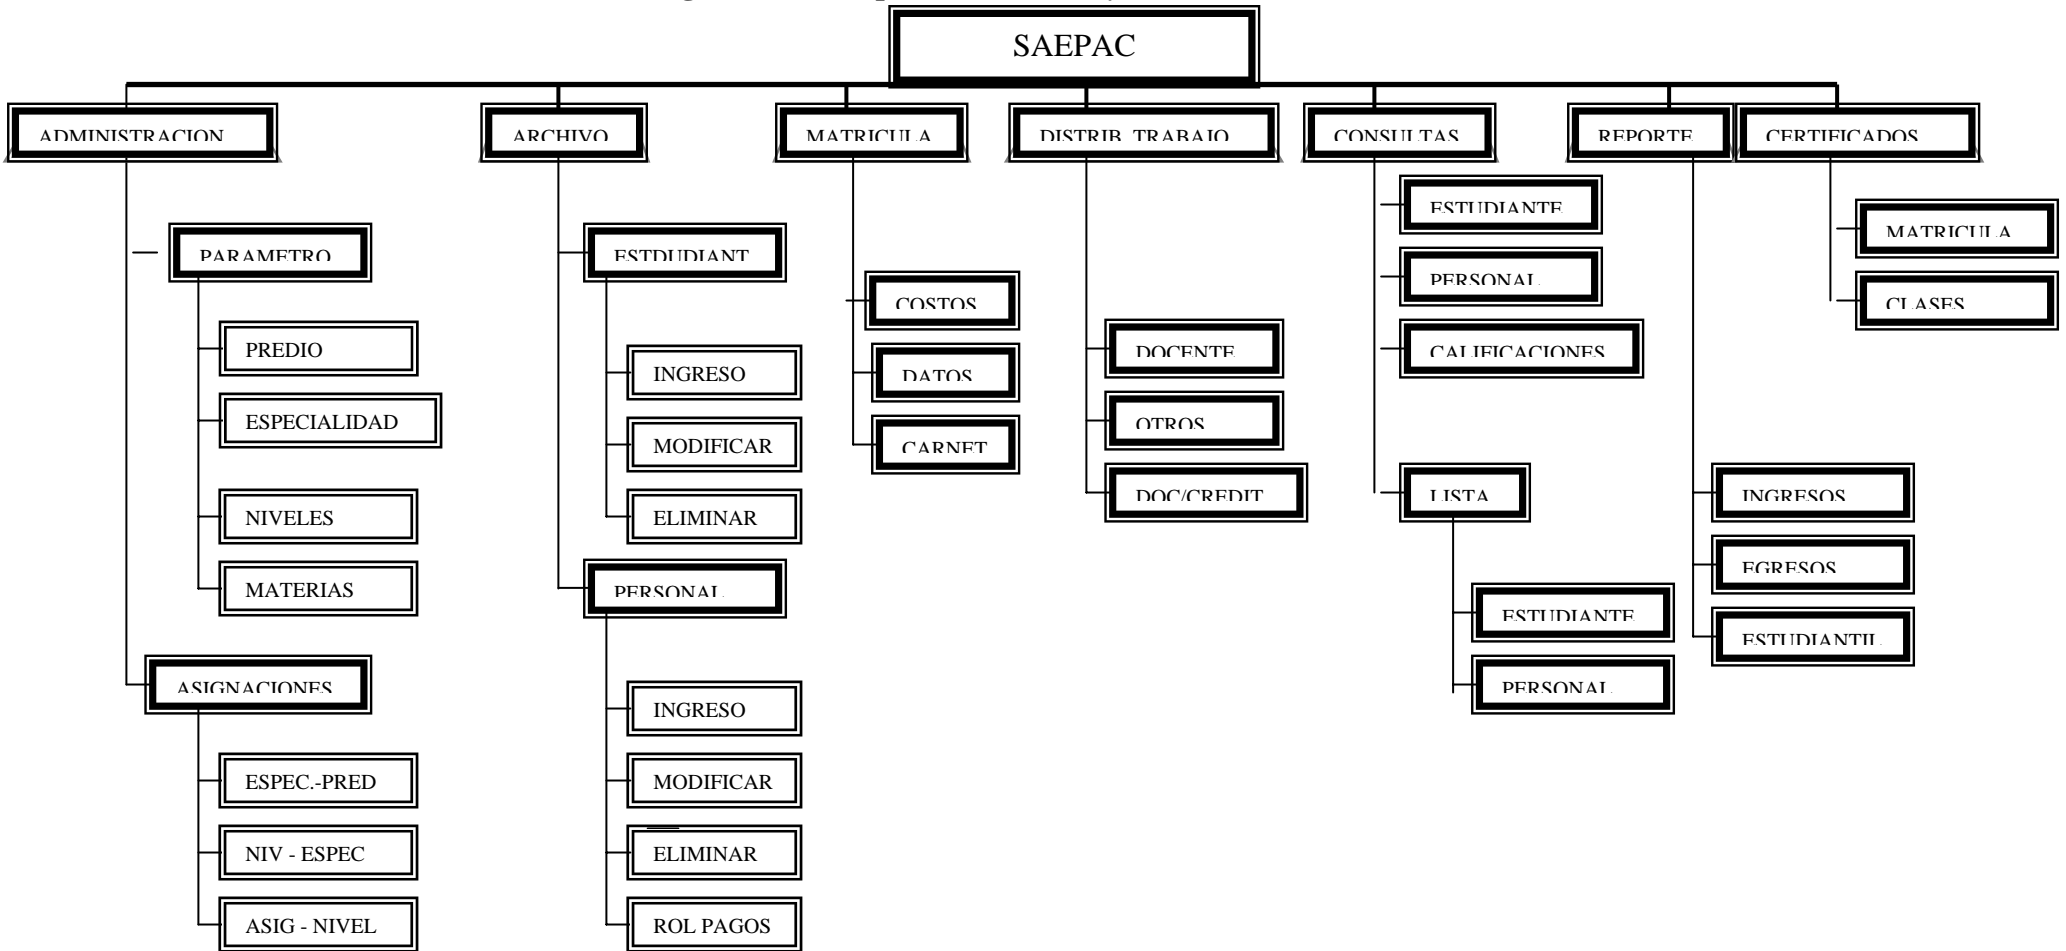 SAEPAC
ADMINISTRACION
ARCHIVO
MATRICULA
DISTRIB. TRABAJO
CONSULTAS
REPORTE
CERTIFICADOS
PARAMETRO
PREDIO
ESPECIALIDAD
NIVELES
MATERIAS
ASIGNACIONES
ESPEC.-PRED
NIV - ESPEC
ASIG - NIVEL
ESTDUDIANT
INGRESO
MODIFICAR
ELIMINAR
PERSONAL
INGRESO
MODIFICAR
ELIMINAR
ROL PAGOS
COSTOS
DATOS
CARNET
DOCENTE
OTROS
DOC/CREDIT
ESTUDIANTE
PERSONAL
CALIFICACIONES
LISTA
ESTUDIANTE
PERSONAL
INGRESOS
EGRESOS
ESTUDIANTIL
MATRICULA
CLASES